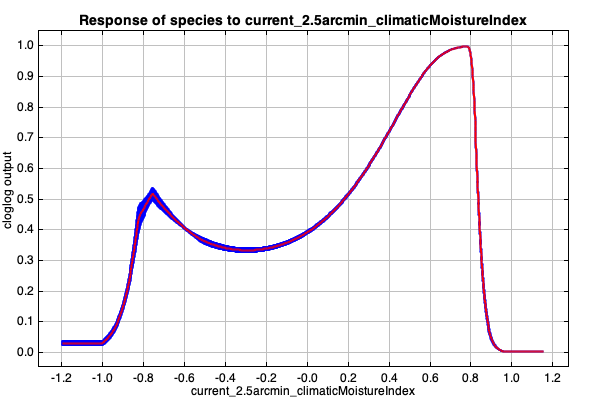 Response of species to current_2.5arcmin_climaticMoistureIndex
cloglog output
1.0
0.9
0.8
0.7
0.6
0.5
0.4
0.3
0.2
0.1
0.0
-1.2 -1.0 -0.8 -0.6 -0.4 -0.2 -0.0 0.2 0.4 0.6 0.8 1.0 1.2
current_2.5arcmin_climaticMoistureIndex